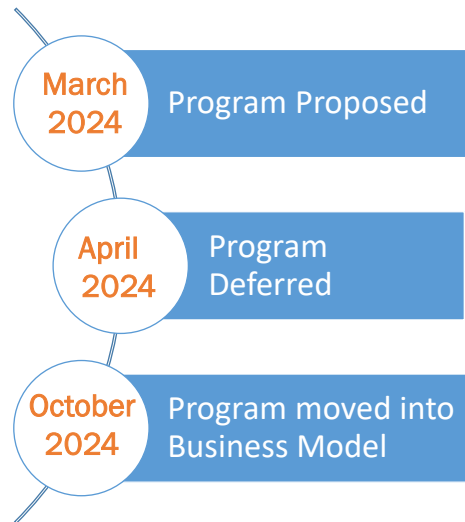 March
2024
Program Proposed
April
2024
Program
Deferred
October
2024
Program moved into
Business Model